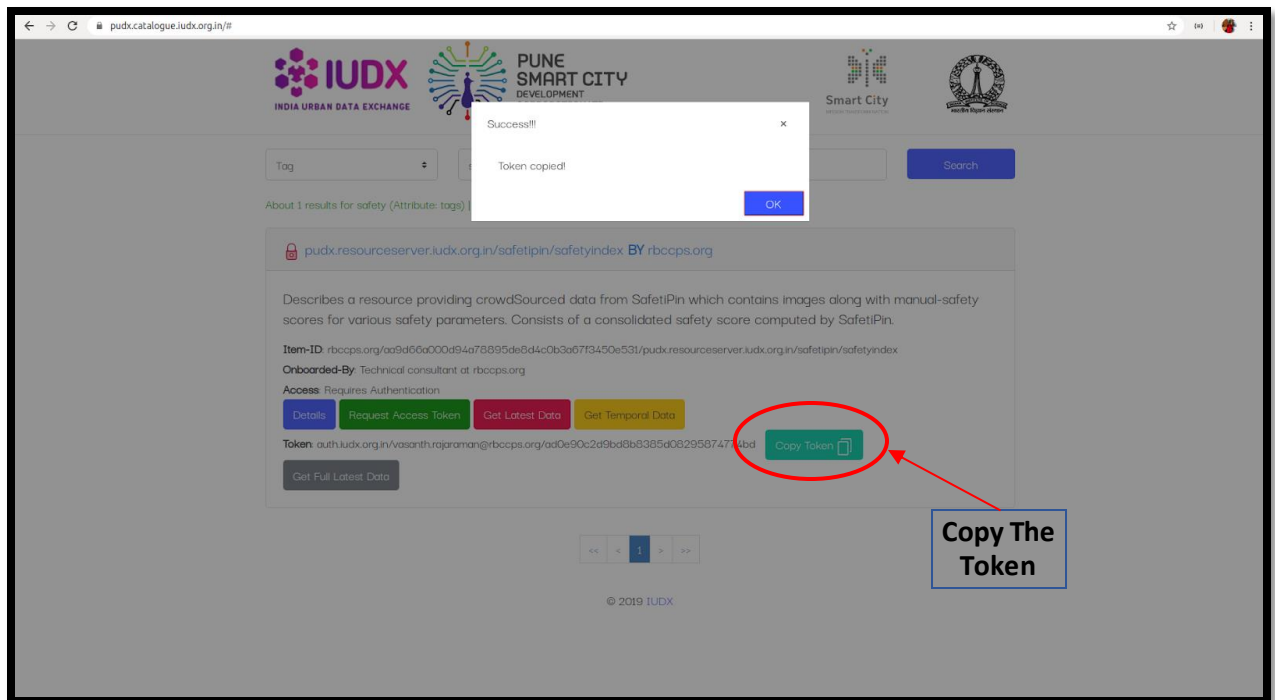 pudx.catalogue.iudx.org.in/#
IUDX
INDIA URBAN DATA EXCHANGE
PUNE
SMART CITY
DEVELOPMENT
Smart City
Success!!!
×
Token copied!
OK
Tag
Search
About 1 results for safety (Attribute: tags) |
pudx.resourceserver.iudx.org.in/safetipin/safetyindex BY rbccps.org
Describes a resource providing crowdSourced data from SafetiPin which contains images along with manual-safety
scores for various safety parameters. Consists of a consolidated safety score computed by SafetiPin.
Item-ID: rbccps.org/aa9d66a000d94a78895de8d4c0b3a67f3450e531/pudx.resourceserver.iudx.org.in/safetipin/safetyindex
Onboarded-By: Technical consultant at rbccps.org
Access: Requires Authentication
Details Request Access Token Get Latest Data Get Temporal Data
Token: auth.iudx.org.in/vasanth.rajaraman@rbccps.org/ad0e90c2d9bd8b8385d08295874774bd Copy Token
Get Full Latest Data
Copy The
Token
<< < 1 > >>
© 2019 IUDX